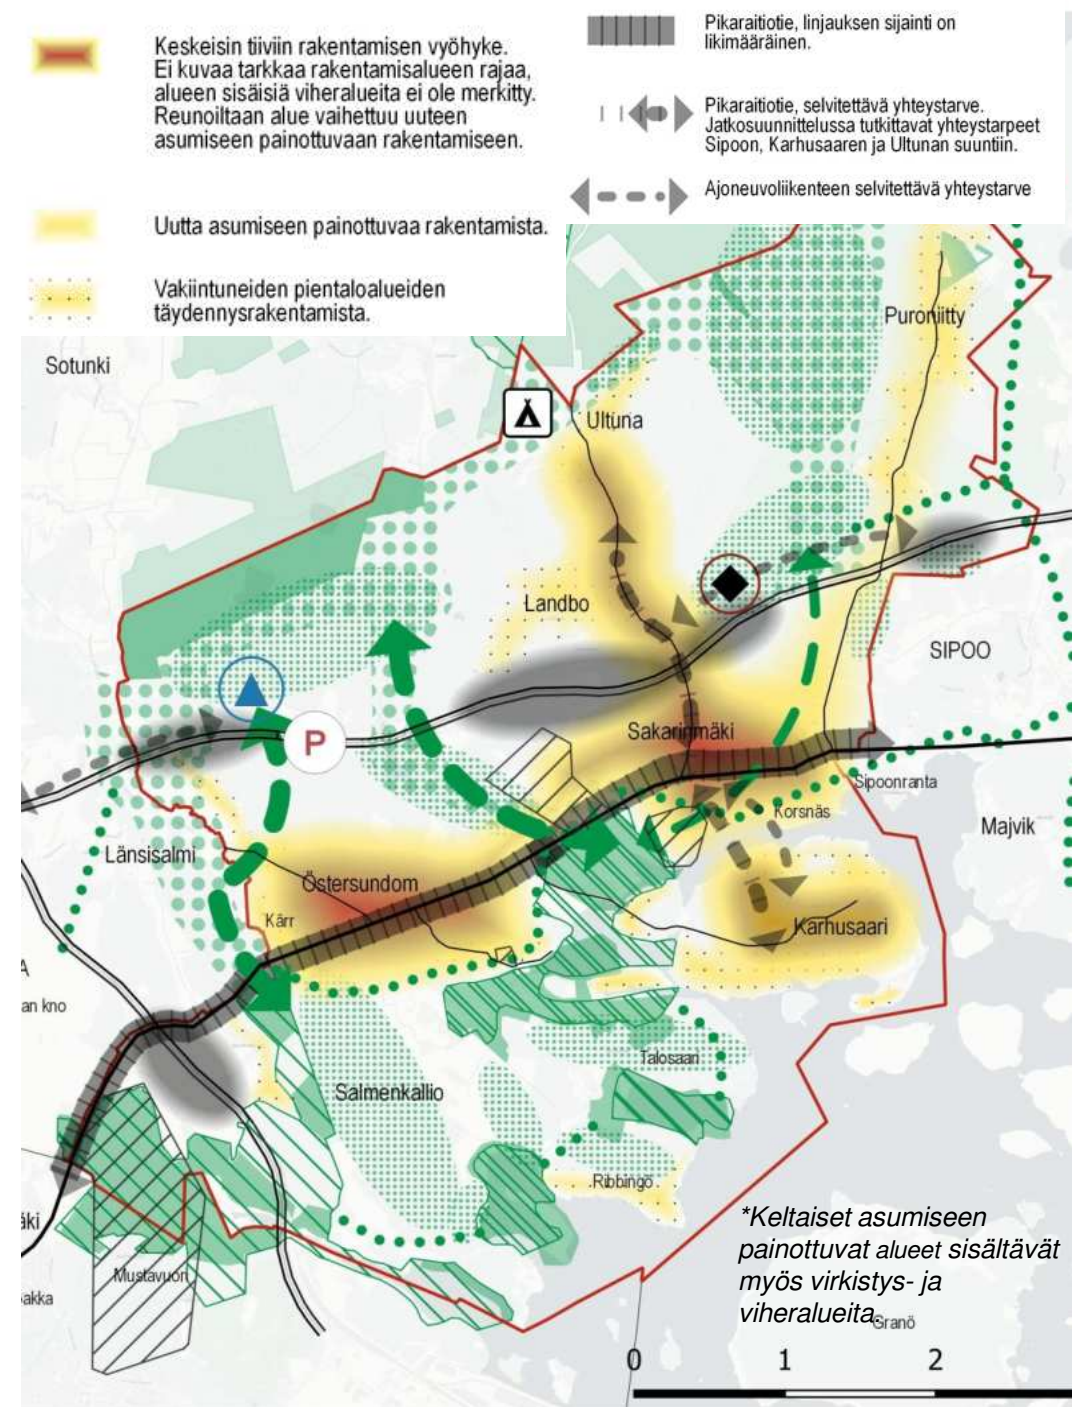 Keskeisin tiiviin rakentamisen vyöhyke.
Ei kuvaa tarkkaa rakentamisalueen rajaa,
alueen sisäisiä viheralueita ei ole merkitty.
Reunoiltaan alue vaihettuu uuteen
asumiseen painottuvaan rakentamiseen.
Uutta asumiseen painottuvaa rakentamista.
Vakiintuneiden pientaloalueiden
täydennysrakentamista.
Pikaraitiotie, linjauksen sijainti on
likimääräinen.
Pikaraitiotie, selvitettävä yhteystarve.
Jatkosuunnittelussa tutkittavat yhteystarpeet
Sipoon, Karhusaaren ja Ultunan suuntiin.
Ajoneuvoliikenteen selvitettävä yhteystarve
Puroniitty
Sotunki
Ultuna
Landbo
SIPOO
Sakarinmäki
P
Sipoonranta
Korsnäs
Majvik
Länsisalmi
Östersundom
Kärr
Karhusaari
A
an kno
Talosaari
Salmenkallio
Ribbingö
äki
Mustavuori
akka
*Keltaiset asumiseen
painottuvat alueet sisältävät
myös virkistys- ja
viheralueita.
Granö
0 1 2